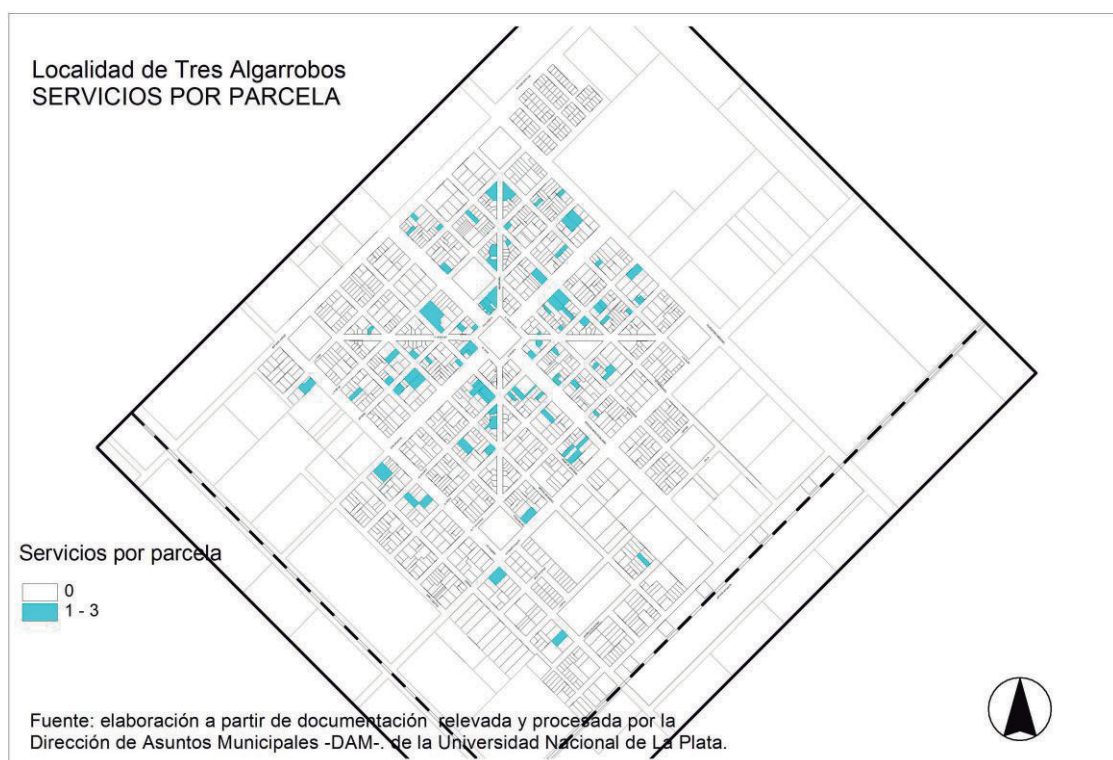 Localidad de Tres Algarrobos
SERVICIOS POR PARCELA
Servicios por parcela
0
1 - 3
Fuente: elaboración a partir de documentación relevada y procesada por la
Dirección de Asuntos Municipales -DAM-. de la Universidad Nacional de La Plata.